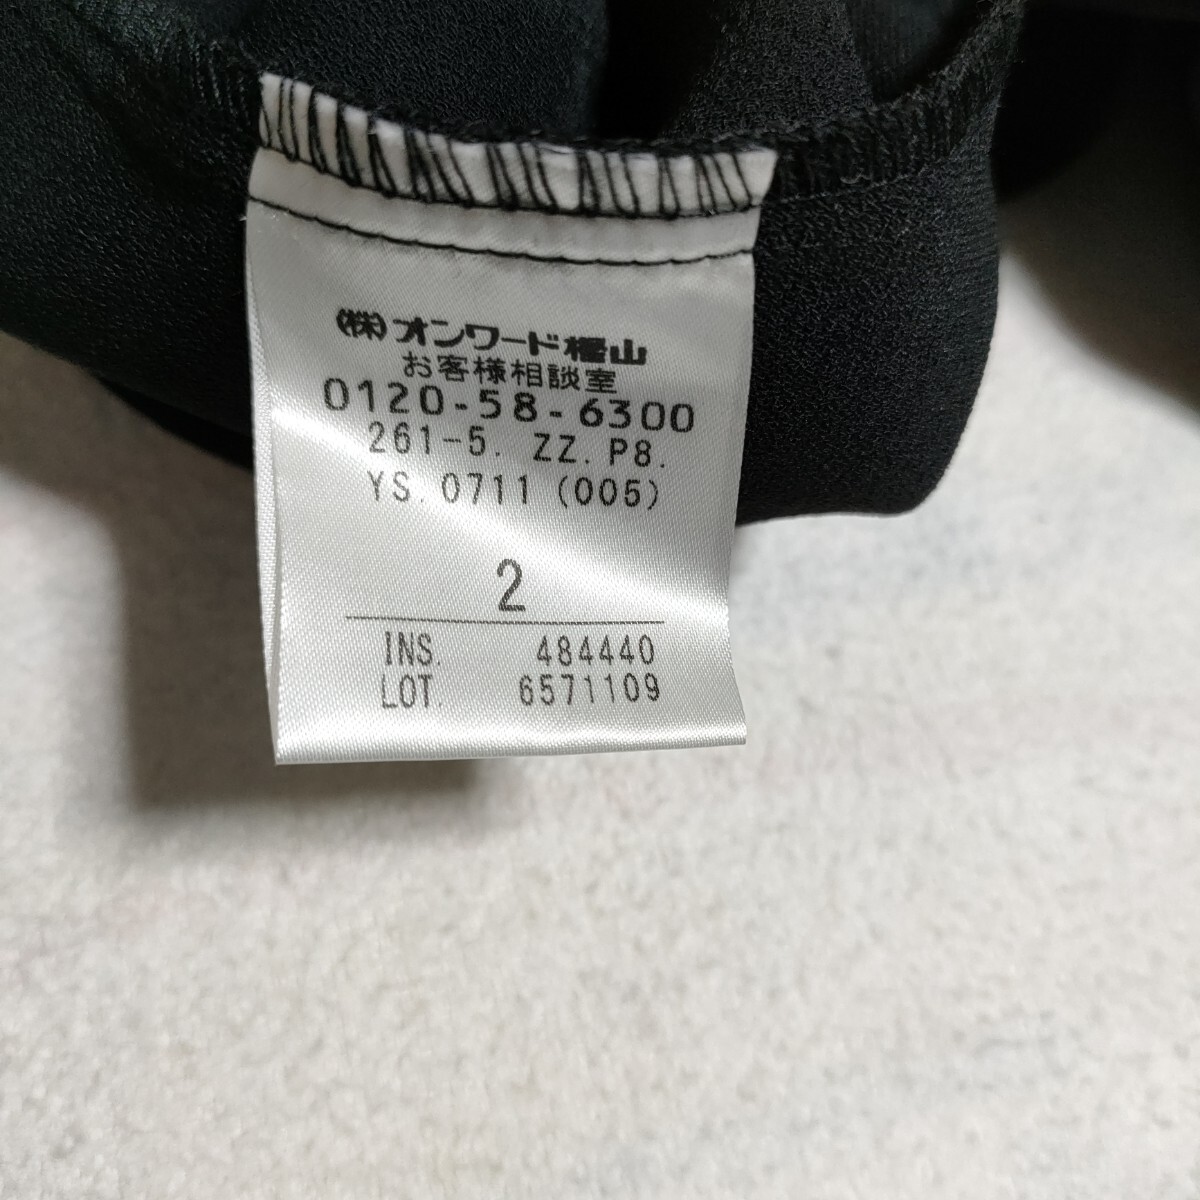 (株)オンワード樫山
お客様相談室
0120-58-6300
261-5. ZZ. P8.
YS. 0711 (005)
2
INS. 484440
LOT. 6571109